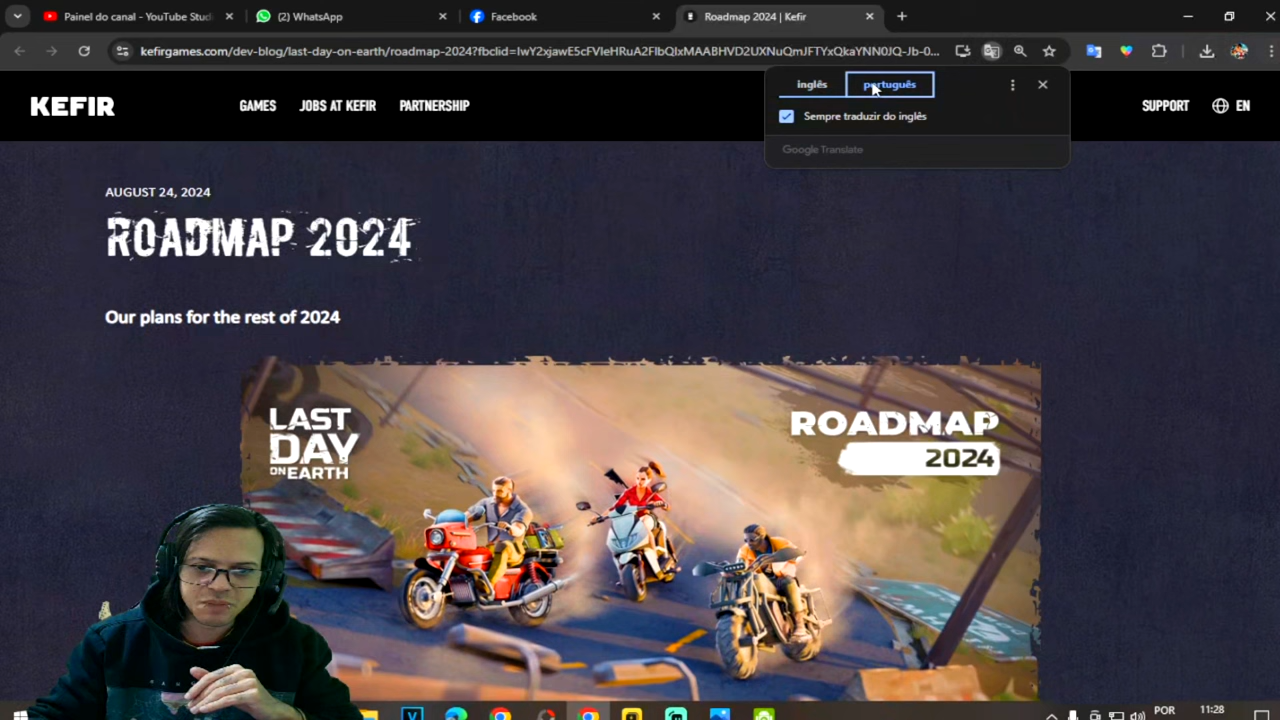 Painel do canal - YouTube Stud
(2) WhatsApp
Facebook
Roadmap 2024 | Kefir
kefirgames.com/dev-blog/last-day-on-earth/roadmap-2024?fbclid=IwY2xjawE5cFVleHRuA2FlbQIxMAABHVD2UXNuQmJFTYxQkaYNN0JQ-Jb-0...
inglês
português
Sempre traduzir do inglês
Google Translate
KEFIR
GAMES
JOBS AT KEFIR
PARTNERSHIP
SUPPORT
EN
AUGUST 24, 2024
ROADMAP 2024
Our plans for the rest of 2024
LAST
DAY
ON EARTH
ROADMAP
2024
POR
11:28